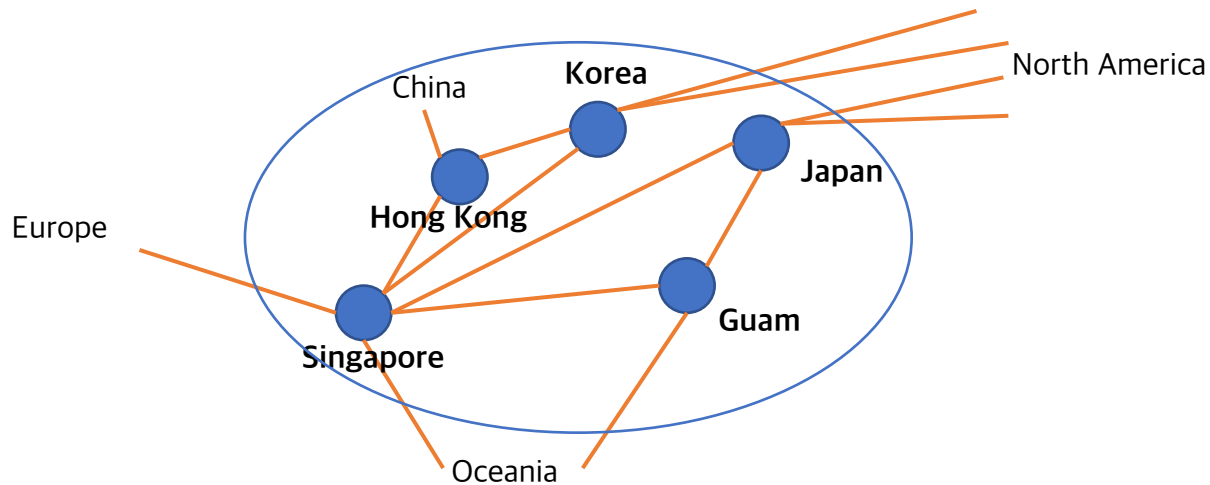 Korea
North America
China
Japan
Hong Kong
Europe
Guam
Singapore
Oceania